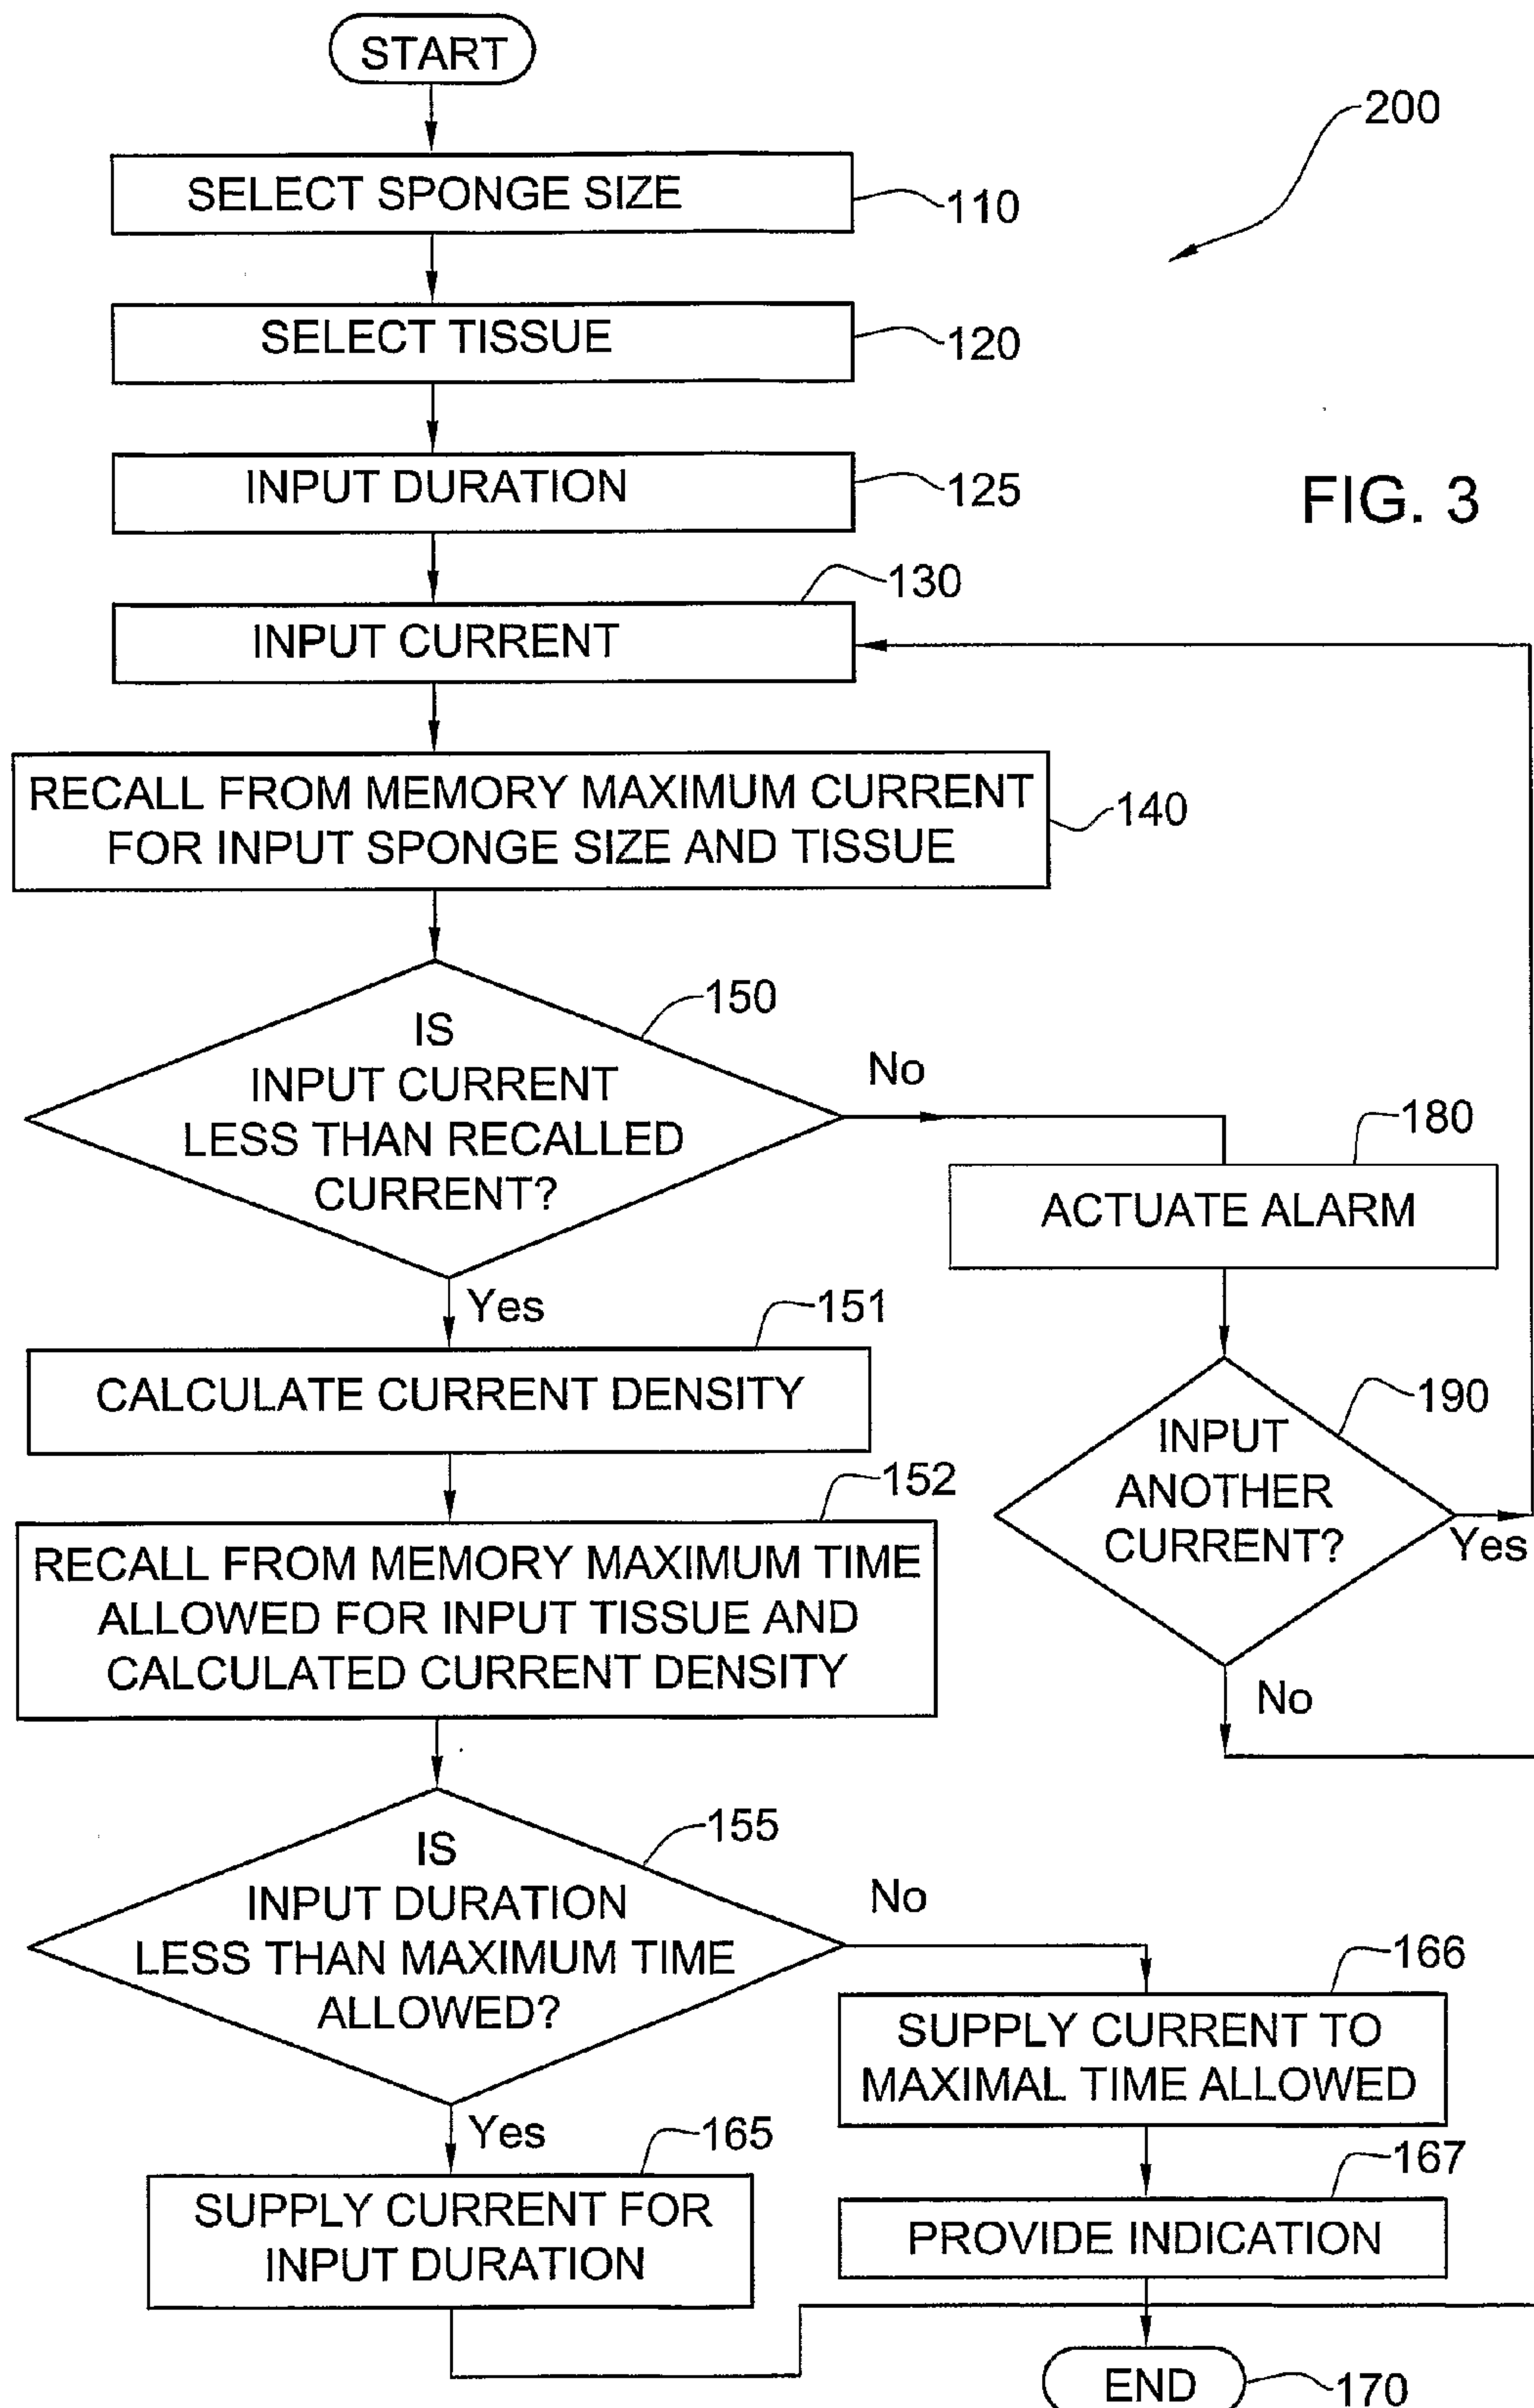 START
200
SELECT SPONGE SIZE
110
SELECT TISSUE
120
INPUT DURATION
125
FIG. 3
130
INPUT CURRENT
RECALL FROM MEMORY MAXIMUM CURRENT
FOR INPUT SPONGE SIZE AND TISSUE
140
150
IS
INPUT CURRENT
LESS THAN RECALLED
CURRENT?
No
180
ACTUATE ALARM
Yes
151
CALCULATE CURRENT DENSITY
190
INPUT
ANOTHER
CURRENT?
Yes
No
152
RECALL FROM MEMORY MAXIMUM TIME
ALLOWED FOR INPUT TISSUE AND
CALCULATED CURRENT DENSITY
155
IS
INPUT DURATION
LESS THAN MAXIMUM TIME
ALLOWED?
No
166
SUPPLY CURRENT TO
MAXIMAL TIME ALLOWED
Yes
165
SUPPLY CURRENT FOR
INPUT DURATION
167
PROVIDE INDICATION
END
170